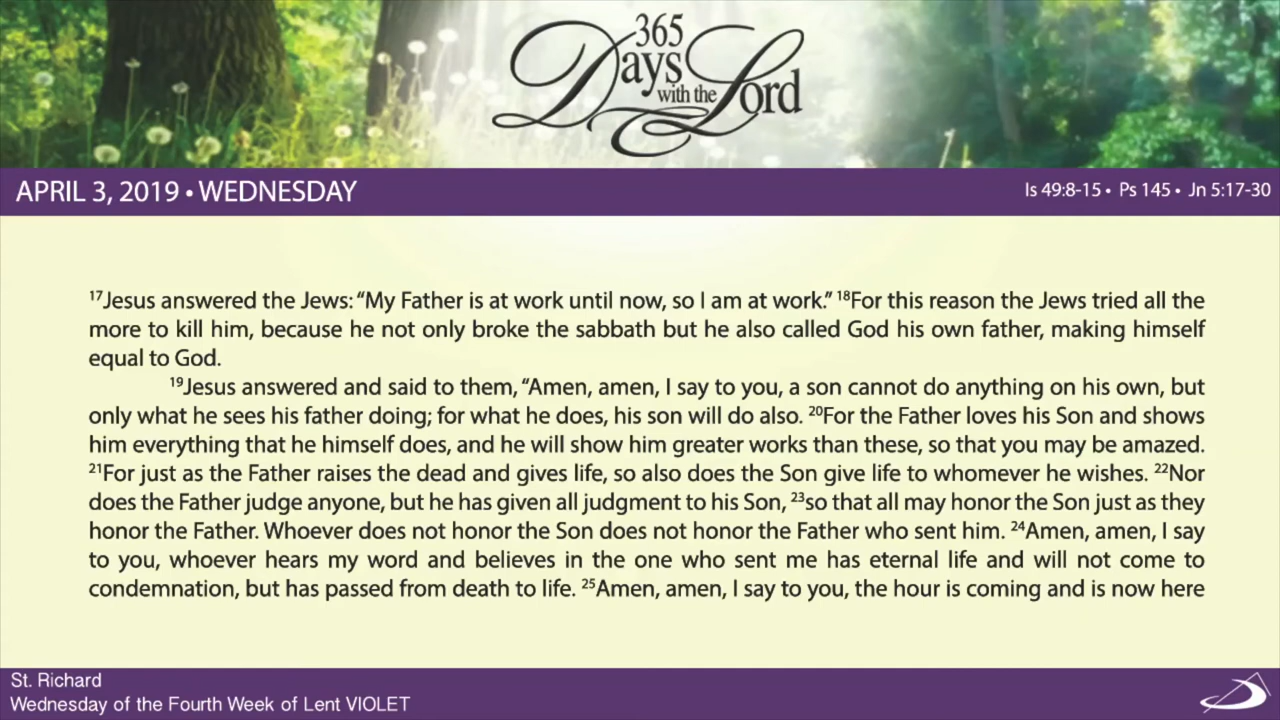 365
Days
with the Lord
APRIL 3, 2019 • WEDNESDAY
Is 49:8-15 • Ps 145 • Jn 5:17-30
17Jesus answered the Jews: “My Father is at work until now, so I am at work.” 18For this reason the Jews tried all the
more to kill him, because he not only broke the sabbath but he also called God his own father, making himself
equal to God.
19Jesus answered and said to them, “Amen, amen, I say to you, a son cannot do anything on his own, but
only what he sees his father doing; for what he does, his son will do also. 20For the Father loves his Son and shows
him everything that he himself does, and he will show him greater works than these, so that you may be amazed.
21For just as the Father raises the dead and gives life, so also does the Son give life to whomever he wishes. 22Nor
does the Father judge anyone, but he has given all judgment to his Son, 23so that all may honor the Son just as they
honor the Father. Whoever does not honor the Son does not honor the Father who sent him. 24Amen, amen, I say
to you, whoever hears my word and believes in the one who sent me has eternal life and will not come to
condemnation, but has passed from death to life. 25Amen, amen, I say to you, the hour is coming and is now here
St. Richard
Wednesday of the Fourth Week of Lent VIOLET